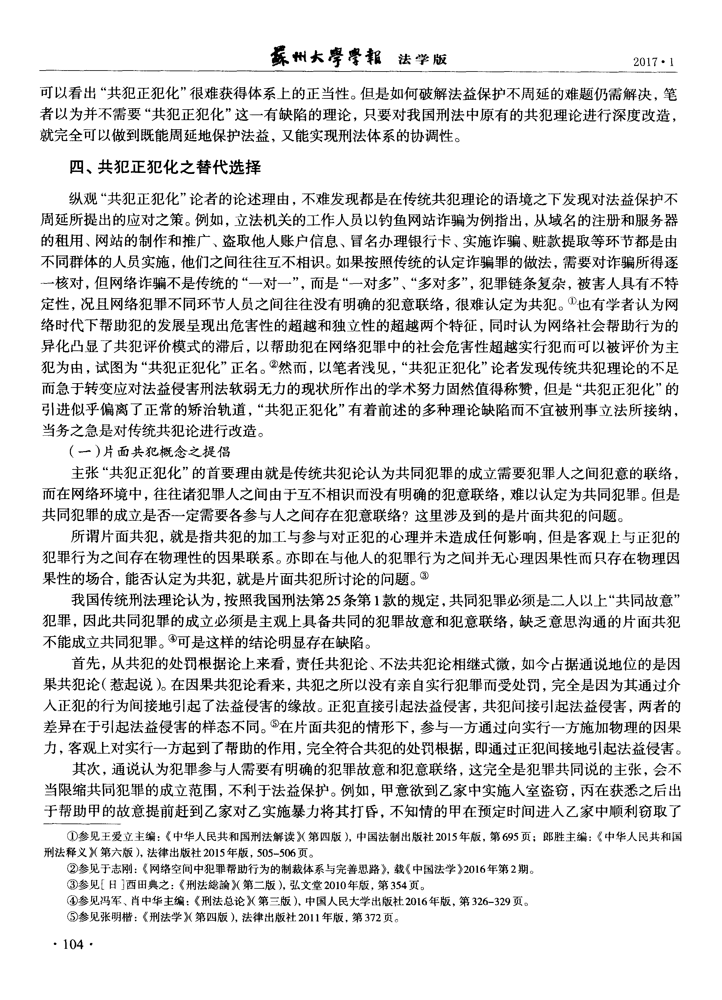 蘇州大學學報 法学版
2017·1
可以看出“共犯正犯化”很难获得体系上的正当性。但是如何破解法益保护不周延的难题仍需解决，笔
者以为并不需要“共犯正犯化”这一有缺陷的理论，只要对我国刑法中原有的共犯理论进行深度改造，
就完全可以做到既能周延地保护法益，又能实现刑法体系的协调性。
四、共犯正犯化之替代选择
纵观“共犯正犯化”论者的论述理由，不难发现都是在传统共犯理论的语境之下发现对法益保护不
周延所提出的应对之策。例如，立法机关的工作人员以钓鱼网站诈骗为例指出，从域名的注册和服务器
的租用、网站的制作和推广、盗取他人账户信息、冒名办理银行卡、实施诈骗、赃款提取等环节都是由
不同群体的人员实施，他们之间往往互不相识。如果按照传统的认定诈骗罪的做法，需要对诈骗所得逐
一核对，但网络诈骗不是传统的“一对一”，而是“一对多”、“多对多”，犯罪链条复杂，被害人具有不特
定性，况且网络犯罪不同环节人员之间往往没有明确的犯意联络，很难认定为共犯。①也有学者认为网
络时代下帮助犯的发展呈现出危害性的超越和独立性的超越两个特征，同时认为网络社会帮助行为的
异化凸显了共犯评价模式的滞后，以帮助犯在网络犯罪中的社会危害性超越实行犯而可以被评价为主
犯为由，试图为“共犯正犯化”正名。②然而，以笔者浅见，“共犯正犯化”论者发现传统共犯理论的不足
而急于转变应对法益侵害刑法软弱无力的现状所作出的学术努力固然值得称赞，但是“共犯正犯化”的
引进似乎偏离了正常的矫治轨道，“共犯正犯化”有着前述的多种理论缺陷而不宜被刑事立法所接纳，
当务之急是对传统共犯论进行改造。
(一)片面共犯概念之提倡
主张“共犯正犯化”的首要理由就是传统共犯论认为共同犯罪的成立需要犯罪人之间犯意的联络，
而在网络环境中，往往诸犯罪人之间由于互不相识而没有明确的犯意联络，难以认定为共同犯罪。但是
共同犯罪的成立是否一定需要各参与人之间存在犯意联络？这里涉及到的是片面共犯的问题。
所谓片面共犯，就是指共犯的加工与参与对正犯的心理并未造成任何影响，但是客观上与正犯的
犯罪行为之间存在物理性的因果联系。亦即在与他人的犯罪行为之间并无心理因果性而只存在物理因
果性的场合，能否认定为共犯，就是片面共犯所讨论的问题。③
我国传统刑法理论认为，按照我国刑法第25条第1款的规定，共同犯罪必须是二人以上“共同故意”
犯罪，因此共同犯罪的成立必须是主观上具备共同的犯罪故意和犯意联络，缺乏意思沟通的片面共犯
不能成立共同犯罪。④可是这样的结论明显存在缺陷。
首先，从共犯的处罚根据论上来看，责任共犯论、不法共犯论相继式微，如今占据通说地位的是因
果共犯论(惹起说)。在因果共犯论看来，共犯之所以没有亲自实行犯罪而受处罚，完全是因为其通过介
入正犯的行为间接地引起了法益侵害的缘故。正犯直接引起法益侵害，共犯间接引起法益侵害，两者的
差异在于引起法益侵害的样态不同。⑤在片面共犯的情形下，参与一方通过向实行一方施加物理的因果
力，客观上对实行一方起到了帮助的作用，完全符合共犯的处罚根据，即通过正犯间接地引起法益侵害。
其次，通说认为犯罪参与人需要有明确的犯罪故意和犯意联络，这完全是犯罪共同说的主张，会不
当限缩共同犯罪的成立范围，不利于法益保护。例如，甲意欲到乙家中实施入室盗窃，丙在获悉之后出
于帮助甲的故意提前赶到乙家对乙实施暴力将其打昏，不知情的甲在预定时间进入乙家中顺利窃取了
①参见王爱立主编：《中华人民共和国刑法解读》(第四版)，中国法制出版社2015年版，第695页；郎胜主编：《中华人民共和国
刑法释义》(第六版)，法律出版社2015年版，505-506页。
②参见于志刚：《网络空间中犯罪帮助行为的制裁体系与完善思路》，载《中国法学》2016年第2期。
③参见[日]西田典之：《刑法総論》(第二版)，弘文堂2010年版，第354页。
④参见冯军、肖中华主编：《刑法总论》(第三版)，中国人民大学出版社2016年版，第326-329页。
⑤参见张明楷：《刑法学》(第四版)，法律出版社2011年版，第372页。
·104·